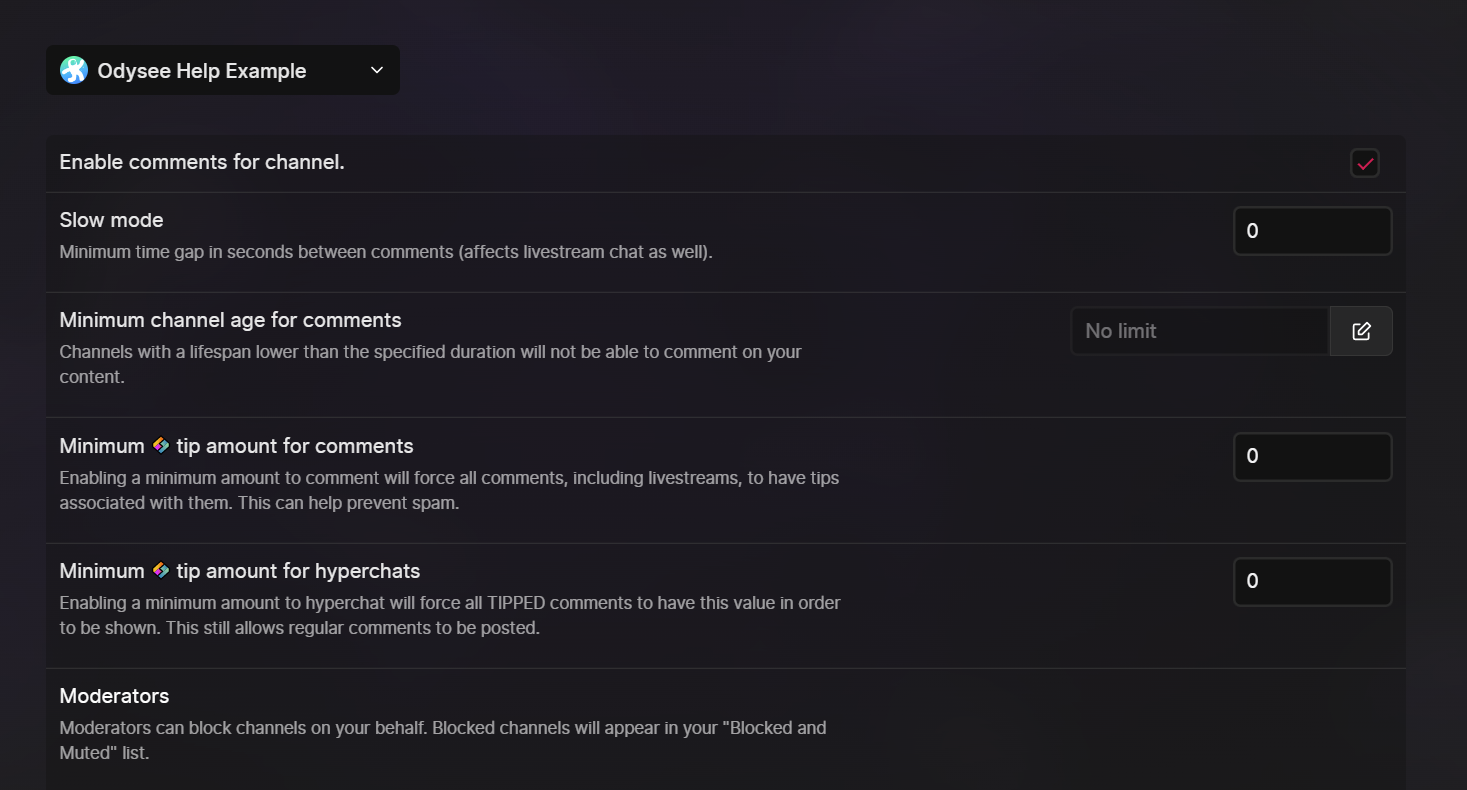 Odysee Help Example
Enable comments for channel.
Slow mode
0
Minimum time gap in seconds between comments (affects livestream chat as well).
Minimum channel age for comments
No limit
Channels with a lifespan lower than the specified duration will not be able to comment on your
content.
Minimum tip amount for comments
0
Enabling a minimum amount to comment will force all comments, including livestreams, to have tips
associated with them. This can help prevent spam.
Minimum tip amount for hyperchats
0
Enabling a minimum amount to hyperchat will force all TIPPED comments to have this value in order
to be shown. This still allows regular comments to be posted.
Moderators
Moderators can block channels on your behalf. Blocked channels will appear in your "Blocked and
Muted" list.